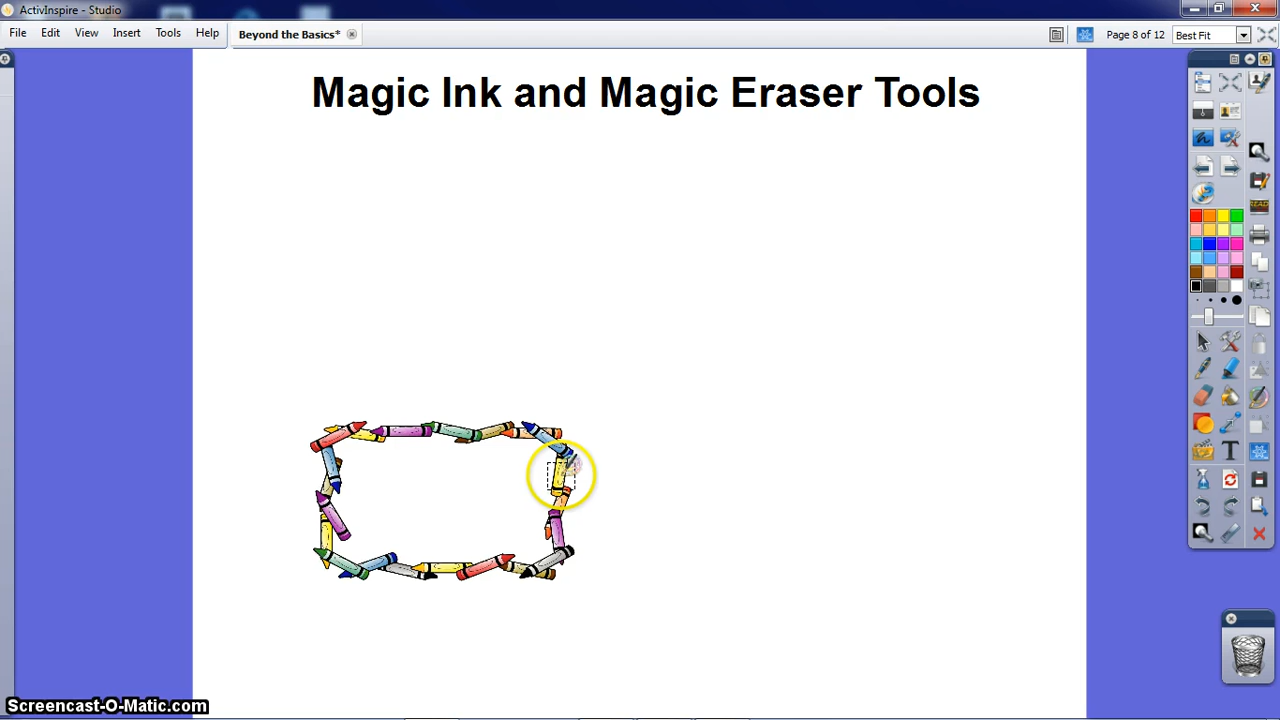 ActivInspire - Studio
File Edit View Insert Tools Help Beyond the Basics* Page 8 of 12 Best Fit
Magic Ink and Magic Eraser Tools
READ
T
Screencast-O-Matic.com